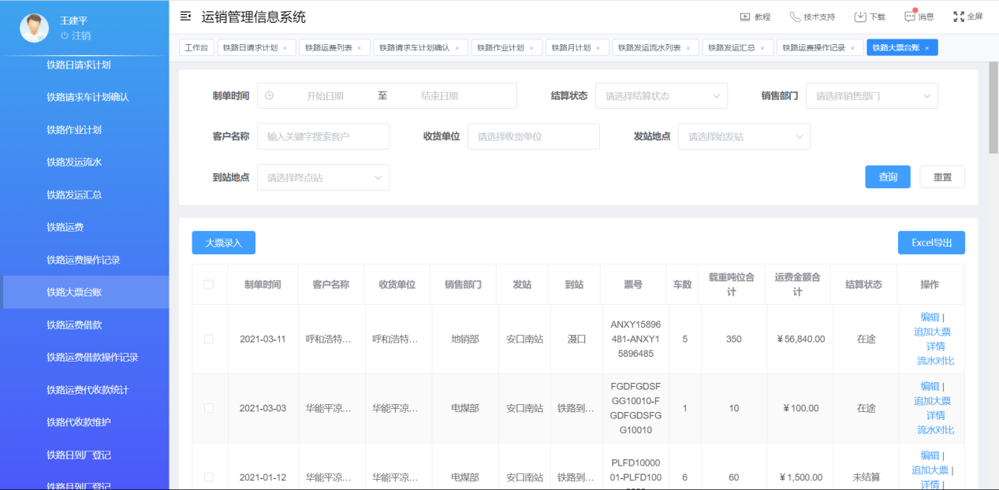 王建平
注销
铁路日请求计划
铁路请求车计划确认
铁路作业计划
铁路发运流水
铁路发运汇总
铁路运费
铁路运费操作记录
铁路大票台账
铁路运费借款
铁路运费借款操作记录
铁路运费代收款统计
铁路代收款维护
铁路日到厂登记
铁路月到厂登记
运销管理信息系统
教程 技术支持 下载 消息 全屏
工作台 铁路日请求计划 × 铁路运费列表 × 铁路请求车计划确认 × 铁路作业计划 × 铁路月计划 × 铁路发运流水列表 × 铁路发运汇总 × 铁路运费操作记录 × 铁路大票台账 ×
制单时间 开始日期 至 结束日期 结算状态 请选择结算状态 销售部门 请选择销售部门
客户名称 输入关键字搜索客户 收货单位 请选择收货单位 发站地点 请选择始发站
到站地点 请选择终点站 查询 重置
大票录入 Excel导出
制单时间 客户名称 收货单位 销售部门 发站 到站 票号 车数 载重吨位合计 运费金额合计 结算状态 操作
2021-03-11 呼和浩特… 呼和浩特… 地销部 安口南站 滠口 ANXY15896481-ANXY15896485 5 350 ￥56,840.00 在途 编辑 | 追加大票 详情 流水对比
2021-03-03 华能平凉… 华能平凉… 电煤部 安口南站 铁路到… FGDFGDSFGG10010-FGDFGDSFGG10010 1 10 ￥100.00 在途 编辑 | 追加大票 详情 流水对比
2021-01-12 华能平凉… 华能平凉… 电煤部 安口南站 铁路到… PLFD1000001-PLFD100 6 60 ￥1,500.00 未结算 编辑 | 追加大票 | 详情 |